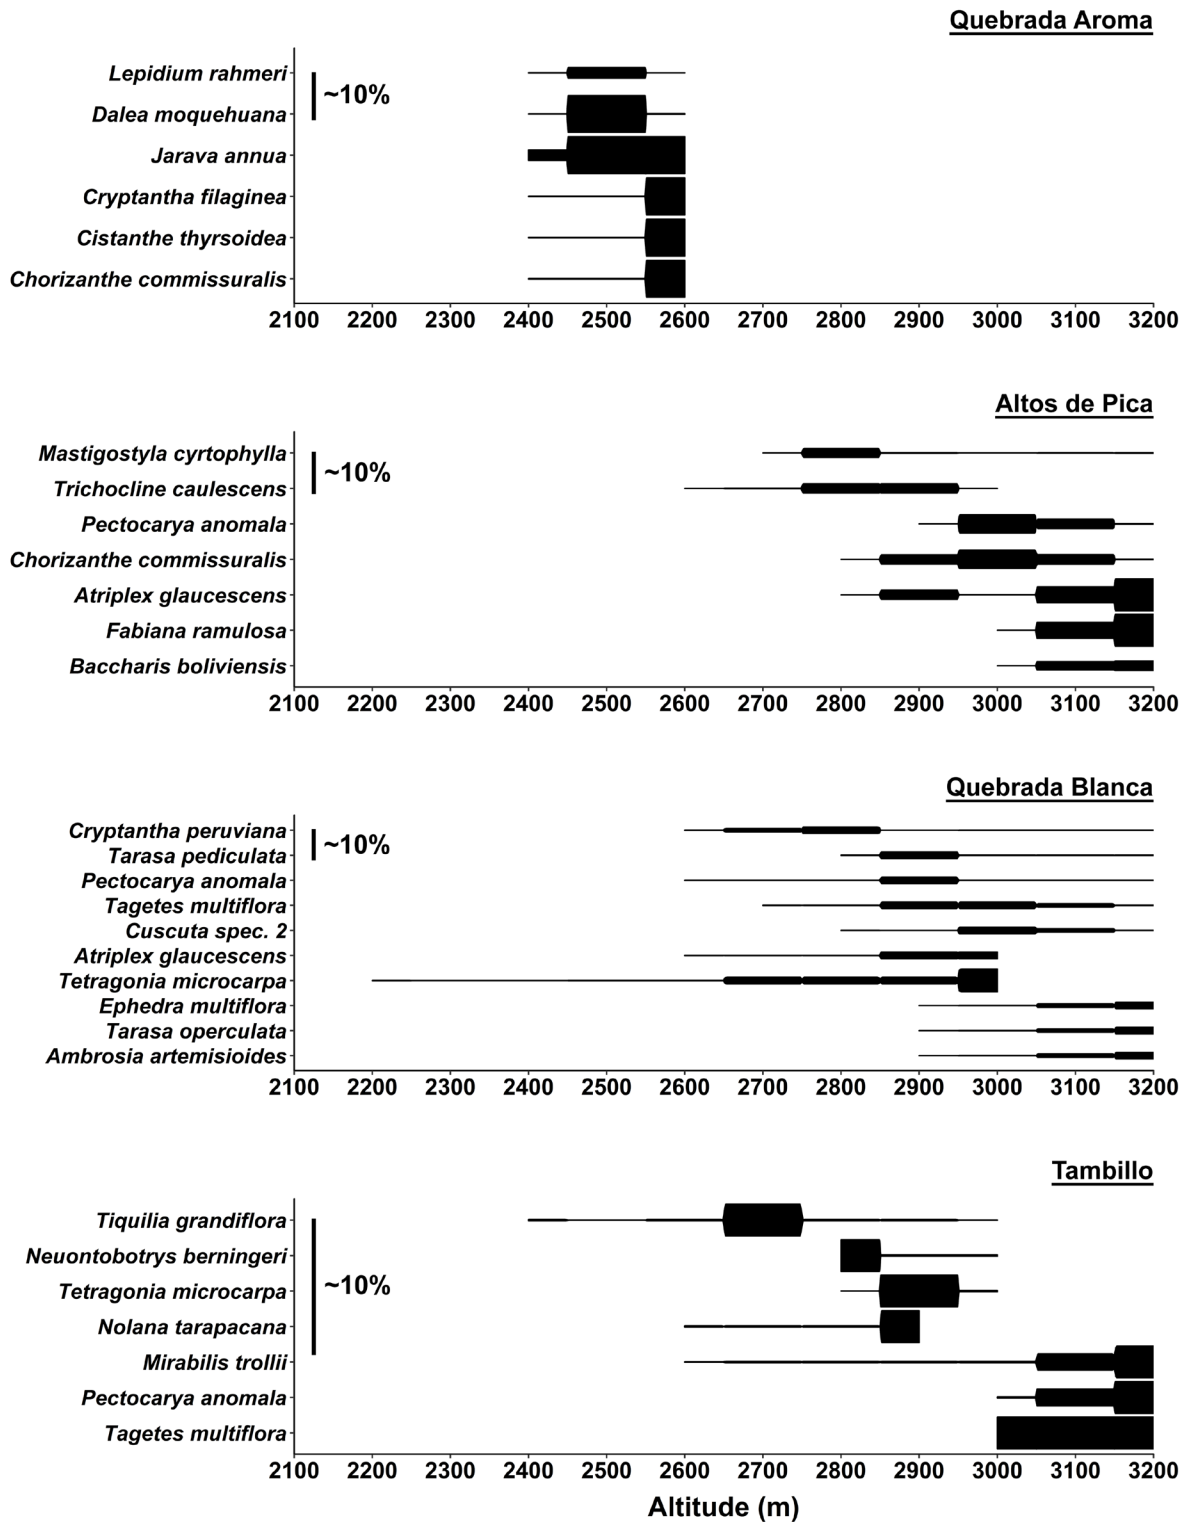 Quebrada Aroma
Lepidium rahmeri
~10%
Dalea moquehuana
Jarava annua
Cryptantha filaginea
Cistanthe thyrsoidea
Chorizanthe commissuralis
2100 2200 2300 2400 2500 2600 2700 2800 2900 3000 3100 3200
Altos de Pica
Mastigostyla cyrtophylla
~10%
Trichocline caulescens
Pectocarya anomala
Chorizanthe commissuralis
Atriplex glaucescens
Fabiana ramulosa
Baccharis boliviensis
2100 2200 2300 2400 2500 2600 2700 2800 2900 3000 3100 3200
Quebrada Blanca
Cryptantha peruviana
~10%
Tarasa pediculata
Pectocarya anomala
Tagetes multiflora
Cuscuta spec. 2
Atriplex glaucescens
Tetragonia microcarpa
Ephedra multiflora
Tarasa operculata
Ambrosia artemisioides
2100 2200 2300 2400 2500 2600 2700 2800 2900 3000 3100 3200
Tambillo
Tiquilia grandiflora
Neuontobotrys berningeri
~10%
Tetragonia microcarpa
Nolana tarapacana
Mirabilis trollii
Pectocarya anomala
Tagetes multiflora
2100 2200 2300 2400 2500 2600 2700 2800 2900 3000 3100 3200
Altitude (m)